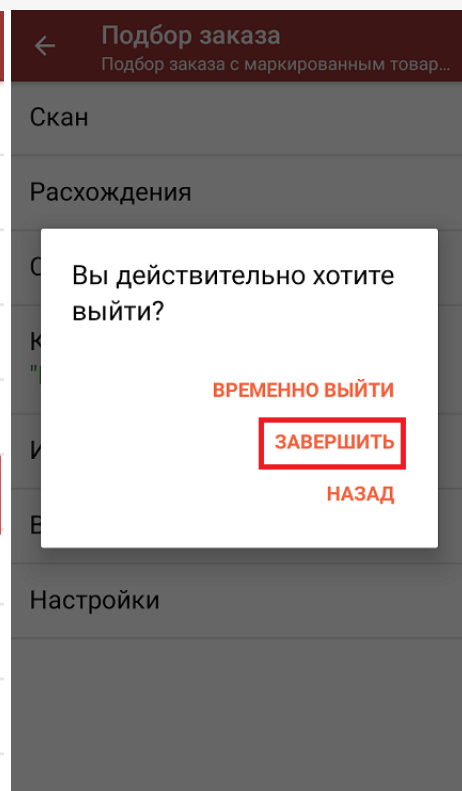 Подбор заказа
Подбор заказа с маркированным товар...
Скан
Расхождения
Вы действительно хотите
выйти?
ВРЕМЕННО ВЫЙТИ
ЗАВЕРШИТЬ
НАЗАД
Настройки